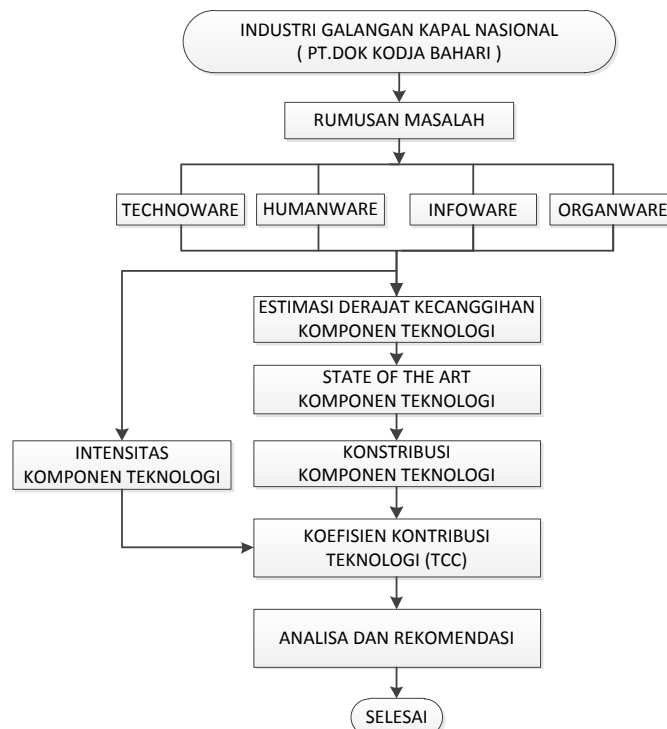 INDUSTRI GALANGAN KAPAL NASIONAL
( PT.DOK KODJA BAHARI )
RUMUSAN MASALAH
TECHNOWARE
HUMANWARE
INFOWARE
ORGANWARE
ESTIMASI DERAJAT KECANGGIHAN
KOMPONEN TEKNOLOGI
STATE OF THE ART
KOMPONEN TEKNOLOGI
INTENSITAS
KOMPONEN TEKNOLOGI
KONSTRIBUSI
KOMPONEN TEKNOLOGI
KOEFISIEN KONTRIBUSI
TEKNOLOGI (TCC)
ANALISA DAN REKOMENDASI
SELESAI